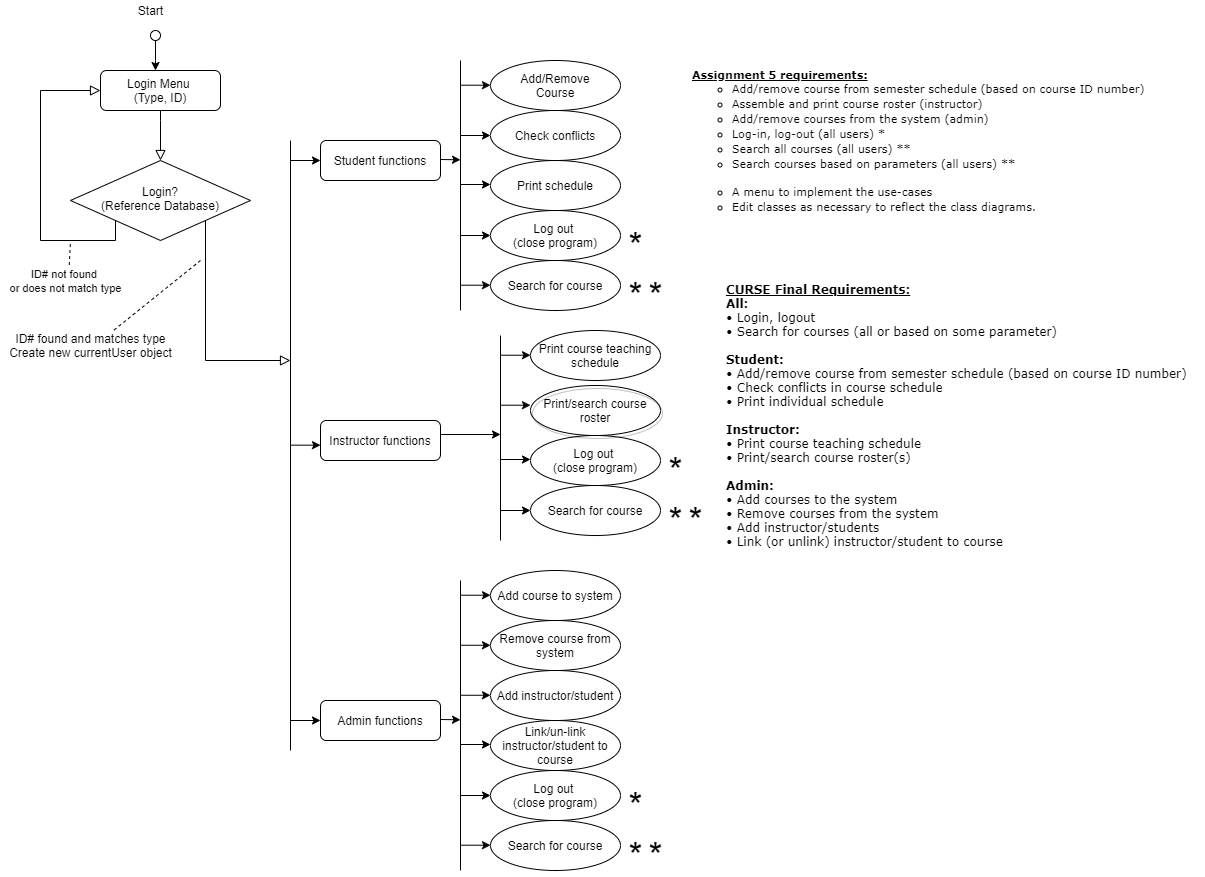 Start
Login Menu
(Type, ID)
Login?
(Reference Database)
ID# not found
or does not match type
ID# found and matches type
Create new currentUser object
Student functions
Add/Remove
Course
Check conflicts
Print schedule
Log out
(close program)
*
Search for course
* *
Instructor functions
Print course teaching
schedule
Print/search course
roster
Log out
(close program)
*
Search for course
* *
Admin functions
Add course to system
Remove course from
system
Add instructor/student
Link/un-link
instructor/student to
course
Log out
(close program)
*
Search for course
* *
Assignment 5 requirements:
○ Add/remove course from semester schedule (based on course ID number)
○ Assemble and print course roster (instructor)
○ Add/remove courses from the system (admin)
○ Log-in, log-out (all users) *
○ Search all courses (all users) **
○ Search courses based on parameters (all users) **
○ A menu to implement the use-cases
○ Edit classes as necessary to reflect the class diagrams.
CURSE Final Requirements:
All:
• Login, logout
• Search for courses (all or based on some parameter)
Student:
• Add/remove course from semester schedule (based on course ID number)
• Check conflicts in course schedule
• Print individual schedule
Instructor:
• Print course teaching schedule
• Print/search course roster(s)
Admin:
• Add courses to the system
• Remove courses from the system
• Add instructor/students
• Link (or unlink) instructor/student to course